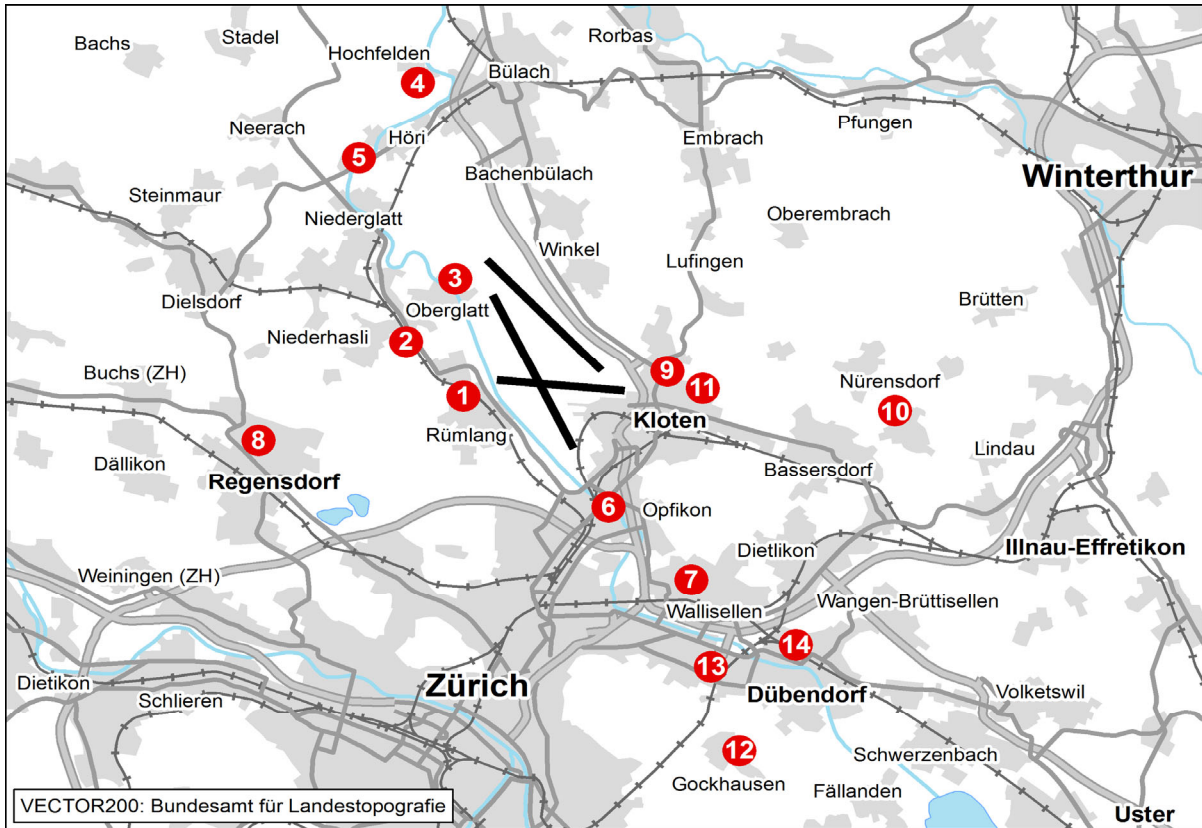 Bachs
Stadel
Hochfelden
Rorbas
4
Bülach
Neerach
Höri
Pfungen
5
Embrach
Bachenbülach
Winterthur
Steinmaur
Niederglatt
Oberembrach
Winkel
Lufingen
3
Dielsdorf
Oberglatt
Brütten
Niederhasli
2
9
Buchs (ZH)
1
11
Nürensdorf
10
Rümlang
Kloten
8
Lindau
Dällikon
Bassersdorf
Regensdorf
6
Opfikon
Illnau-Effretikon
Dietlikon
Weiningen (ZH)
7
Wallisellen
Wangen-Brüttisellen
14
13
Dietikon
Zürich
Schlieren
Dübendorf
Volketswil
12
Schwerzenbach
Gockhausen
Fällanden
VECTOR200: Bundesamt für Landestopografie
Uster